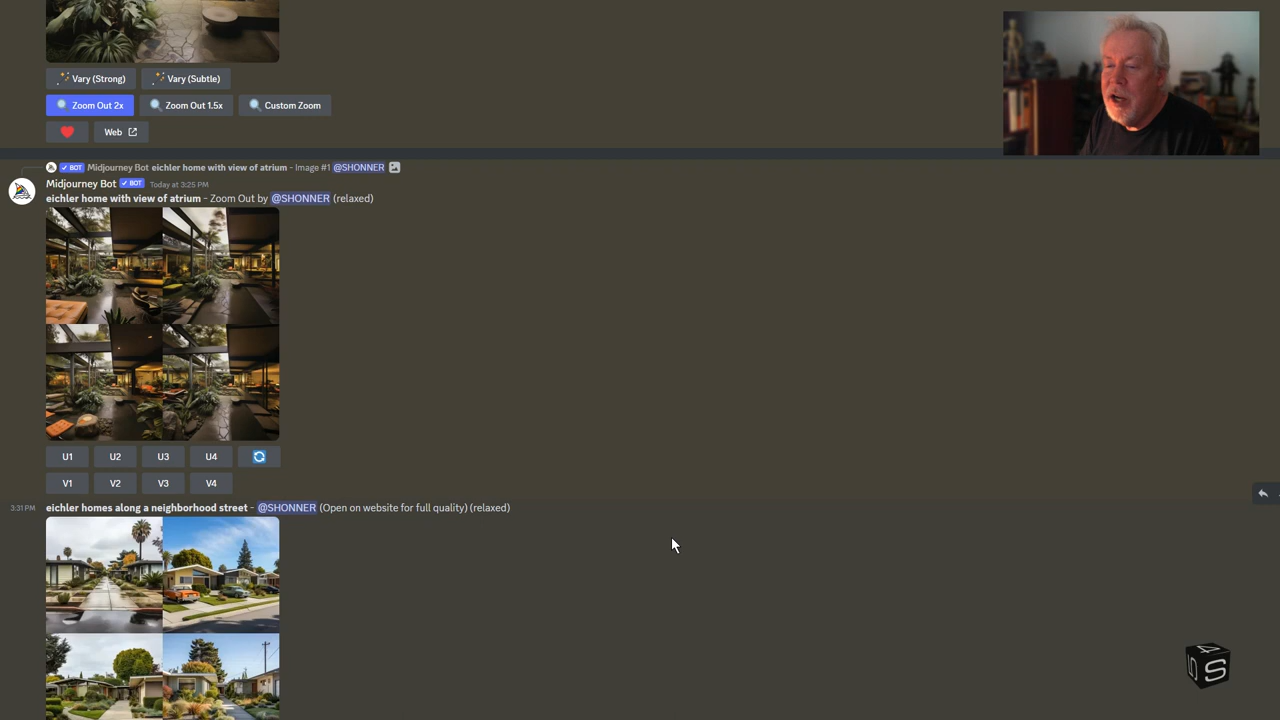 Vary (Strong) Vary (Subtle)
Zoom Out 2x Zoom Out 1.5x Custom Zoom
Web
✓ BOT Midjourney Bot eichler home with view of atrium - Image #1 @SHONNER
Midjourney Bot ✓ BOT Today at 3:25 PM
eichler home with view of atrium - Zoom Out by @SHONNER (relaxed)
U1 U2 U3 U4
V1 V2 V3 V4
3:31 PM eichler homes along a neighborhood street - @SHONNER (Open on website for full quality) (relaxed)
4
S